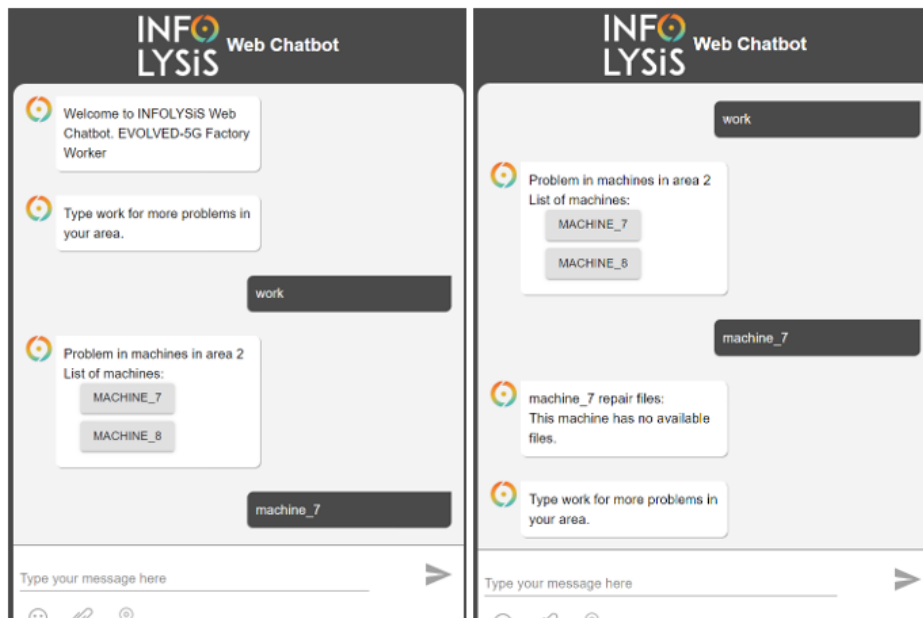 INFO
LYSiS
Web Chatbot
Welcome to INFOLYSiS Web
Chatbot. EVOLVED-5G Factory
Worker
Type work for more problems in
your area.
work
Problem in machines in area 2
List of machines:
MACHINE_7
MACHINE_8
machine_7
Type your message here
INFO
LYSiS
Web Chatbot
work
Problem in machines in area 2
List of machines:
MACHINE_7
MACHINE_8
machine_7
machine_7 repair files:
This machine has no available
files.
Type work for more problems in
your area.
Type your message here